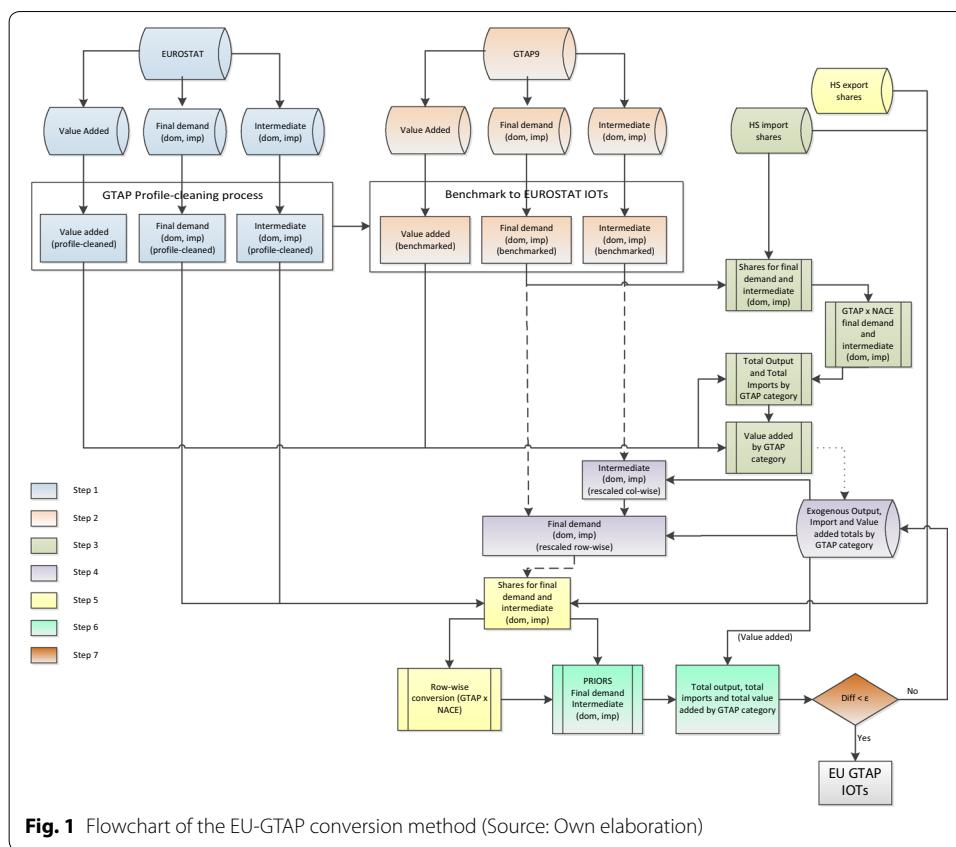 EUROSTAT
GTAP9
HS export
shares
HS import
shares
Value Added
Final demand
(dom, imp)
Intermediate
(dom, imp)
Value Added
Final demand
(dom, imp)
Intermediate
(dom, imp)
GTAP Profile-cleaning process
Benchmark to EUROSTAT IOTs
Value added
(profile-cleaned)
Final demand
(dom, imp)
(profile-cleaned)
Intermediate
(dom, imp)
(profile-cleaned)
Value added
(benchmarked)
Final demand
(dom, imp)
(benchmarked)
Intermediate
(dom, imp)
(benchmarked)
Shares for final
demand and
intermediate
(dom, imp)
GTAP x NACE
final demand
and
intermediate
(dom, imp)
Total Output
and Total
Imports by
GTAP category
Value added
by GTAP
category
Intermediate
(dom, imp)
(rescaled col-wise)
Exogenous Output,
Import and Value
added totals by
GTAP category
Final demand
(dom, imp)
(rescaled row-wise)
Shares for final
demand and
intermediate
(dom, imp)
Step 1
Step 2
Step 3
Step 4
Step 5
Step 6
Step 7
(Value added)
Row-wise
conversion (GTAP x
NACE)
PRIORS
Final demand
Intermediate
(dom, imp)
Total output, total
imports and total value
added by GTAP category
Diff < ε
No
Yes
EU GTAP
IOTs
Fig. 1 Flowchart of the EU-GTAP conversion method (Source: Own elaboration)